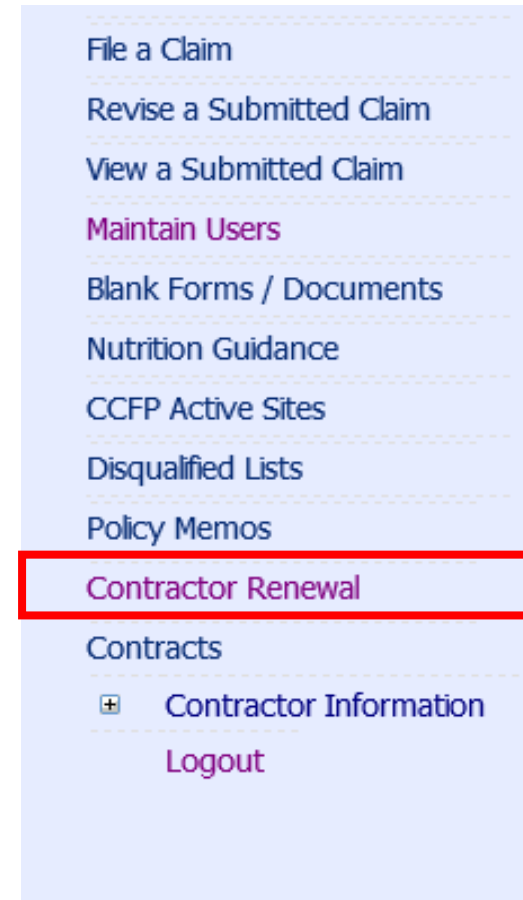 File a Claim
Revise a Submitted Claim
View a Submitted Claim
Maintain Users
Blank Forms / Documents
Nutrition Guidance
CCFP Active Sites
Disqualified Lists
Policy Memos
Contractor Renewal
Contracts
Contractor Information
Logout